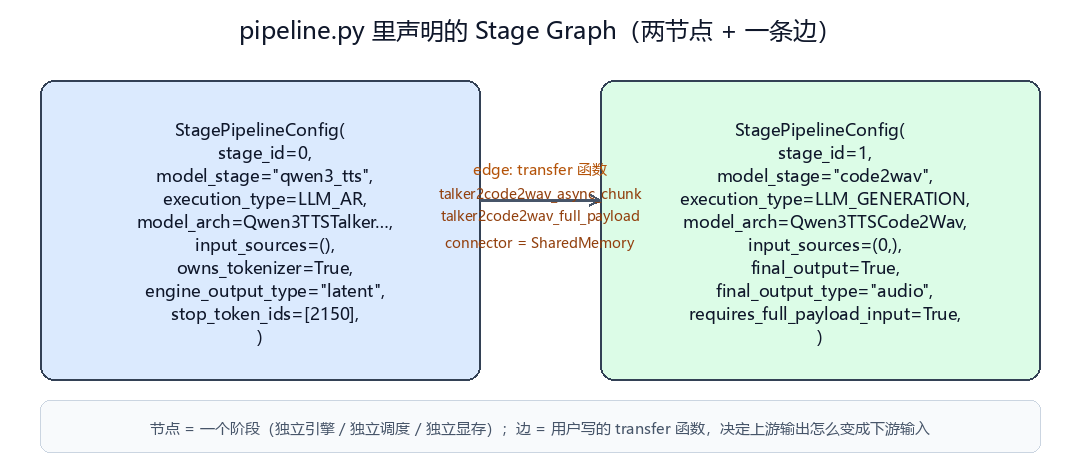 pipeline.py 里声明的 Stage Graph（两节点 + 一条边）
StagePipelineConfig(
stage_id=0,
model_stage="qwen3_tts",
execution_type=LLM_AR,
model_arch=Qwen3TTSTalker…,
input_sources=(),
owns_tokenizer=True,
engine_output_type="latent",
stop_token_ids=[2150],
)
edge: transfer 函数
talker2code2wav_async_chunk
talker2code2wav_full_payload
connector = SharedMemory
StagePipelineConfig(
stage_id=1,
model_stage="code2wav",
execution_type=LLM_GENERATION,
model_arch=Qwen3TTSCode2Wav,
input_sources=(0,),
final_output=True,
final_output_type="audio",
requires_full_payload_input=True,
)
节点 = 一个阶段（独立引擎 / 独立调度 / 独立显存）；边 = 用户写的 transfer 函数，决定上游输出怎么变成下游输入